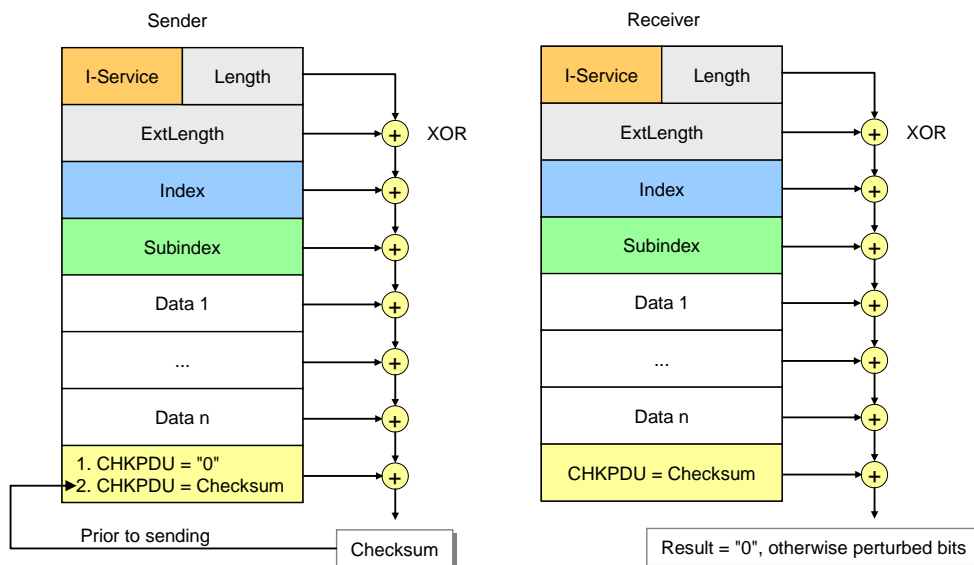 Sender
I-Service
Length
ExtLength
XOR
Index
Subindex
Data 1
...
Data n
1. CHKPDU = "0"
2. CHKPDU = Checksum
Prior to sending
Checksum
Receiver
I-Service
Length
ExtLength
XOR
Index
Subindex
Data 1
...
Data n
CHKPDU = Checksum
Result = "0", otherwise perturbed bits